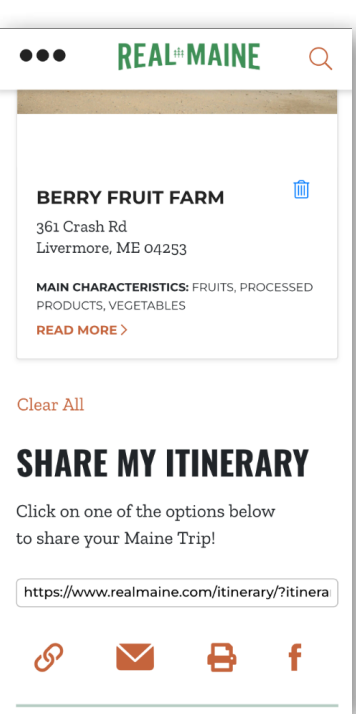 REAL MAINE
BERRY FRUIT FARM
361 Crash Rd
Livermore, ME 04253
MAIN CHARACTERISTICS: FRUITS, PROCESSED
PRODUCTS, VEGETABLES
READ MORE >
Clear All
SHARE MY ITINERARY
Click on one of the options below
to share your Maine Trip!
https://www.realmaine.com/itinerary/?itinera